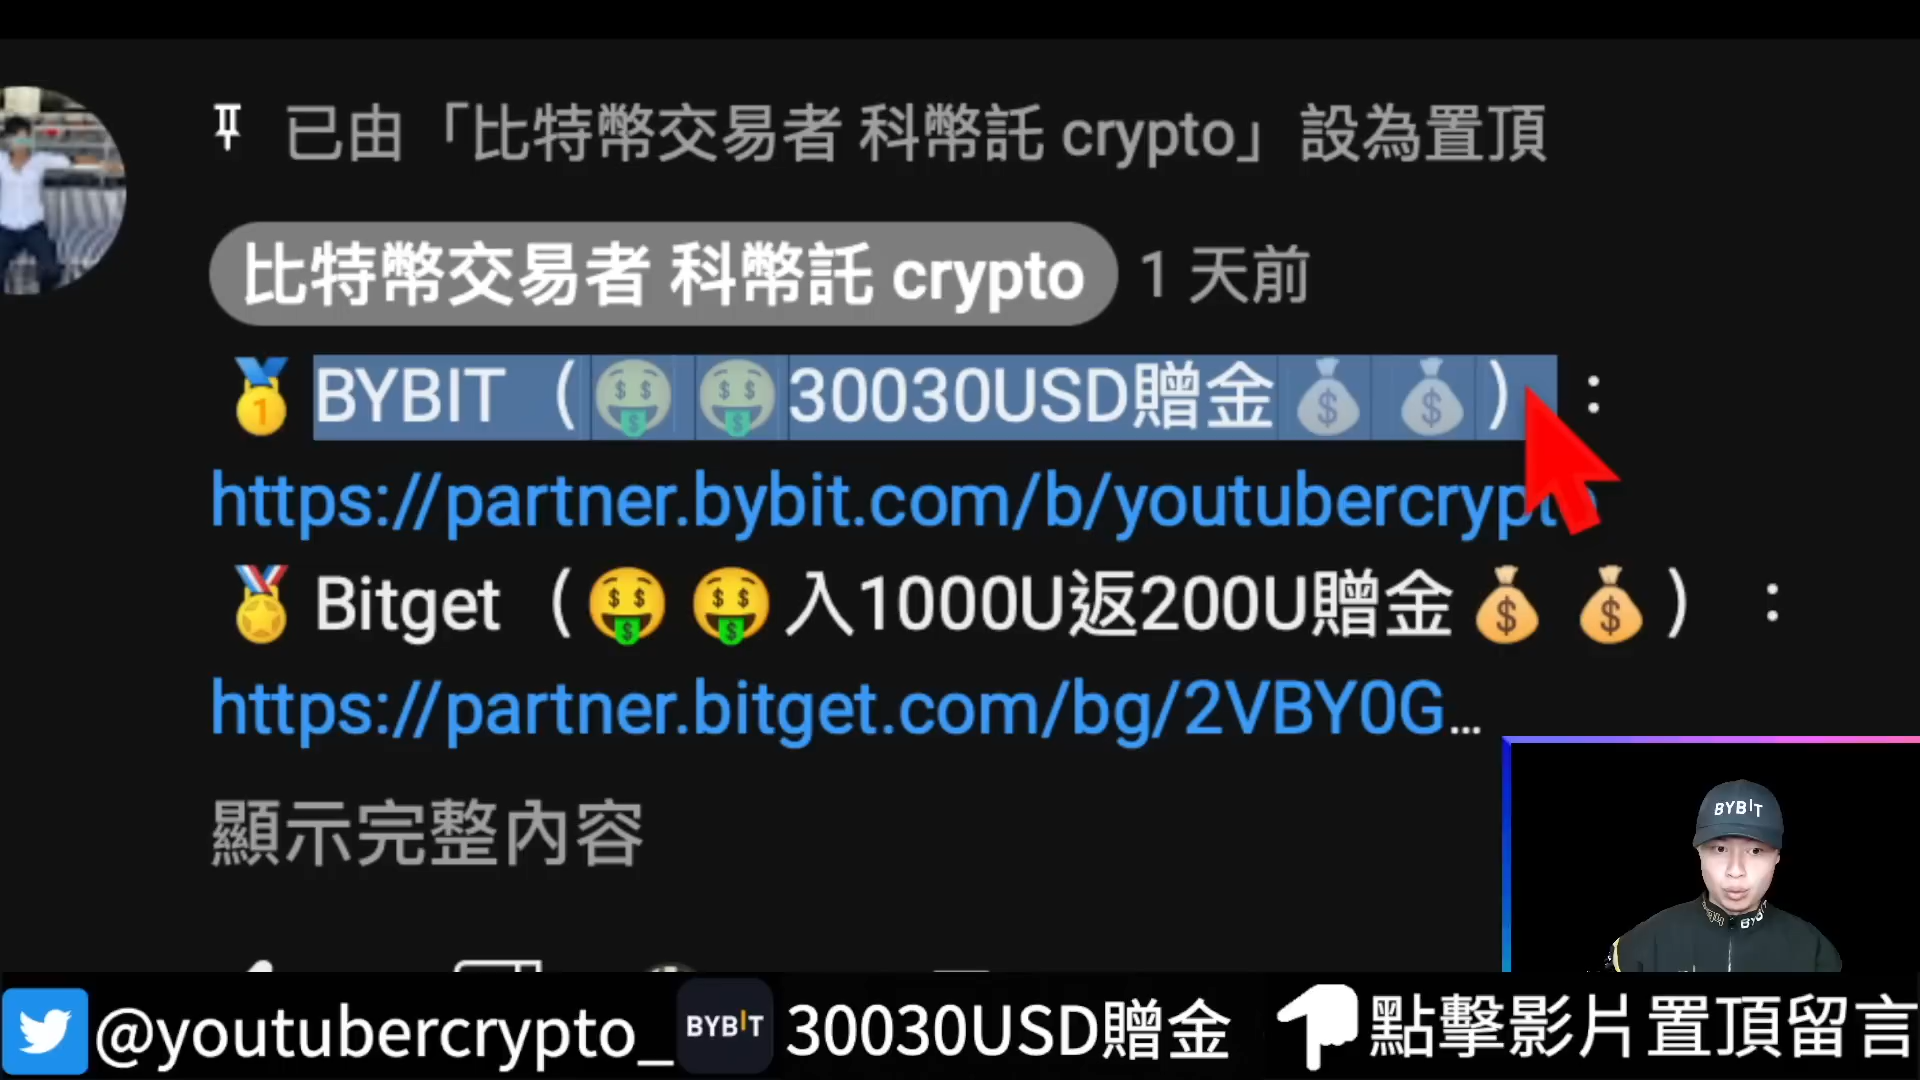 已由「比特幣交易者 科幣託 crypto」設為置頂
比特幣交易者 科幣託 crypto 1 天前
🥇 BYBIT（🤑 🤑 30030USD贈金💰 💰）：
https://partner.bybit.com/b/youtubercrypto
🏅 Bitget（🤑 🤑 入1000U返200U贈金💰 💰）：
https://partner.bitget.com/bg/2VBY0G...
顯示完整內容
BYBIT
@youtubercrypto_ BYBIT 30030USD贈金 👇 點擊影片置頂留言